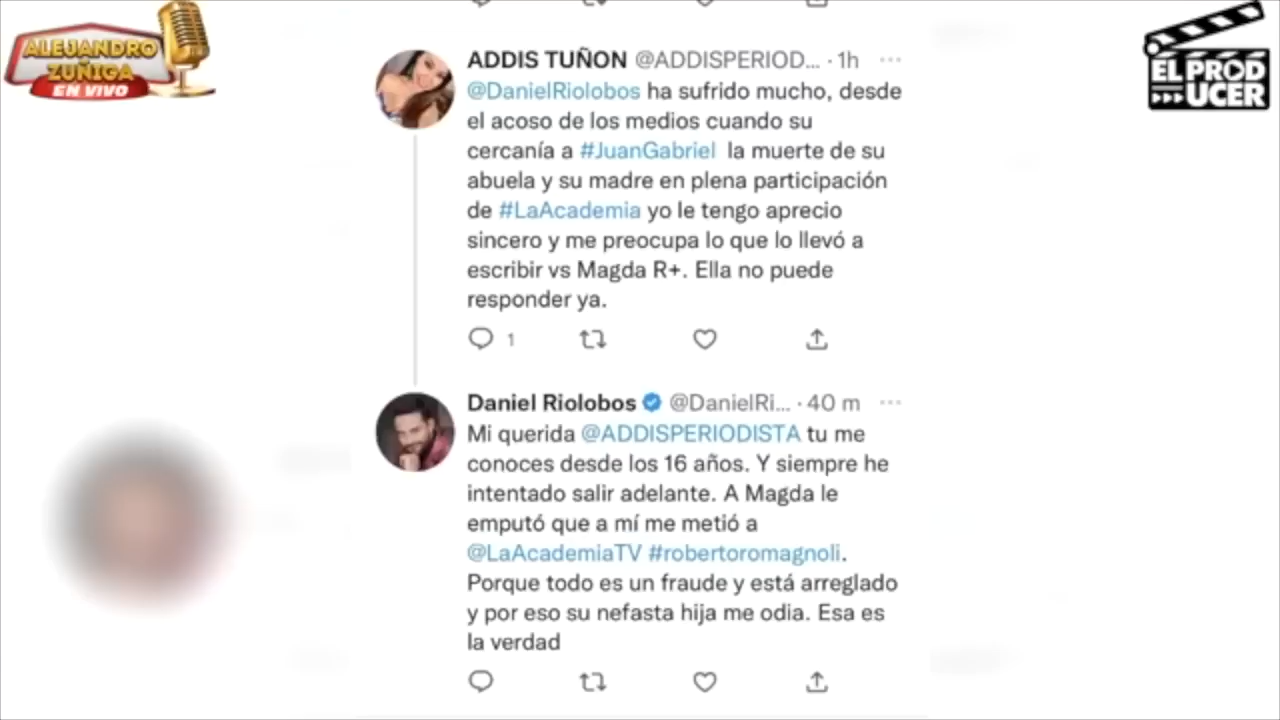 ALEJANDRO
ZUÑIGA
EN VIVO
EL PROD
UCER
ADDIS TUÑON @ADDISPERIOD... · 1h
@DanielRiolobos ha sufrido mucho, desde
el acoso de los medios cuando su
cercanía a #JuanGabriel la muerte de su
abuela y su madre en plena participación
de #LaAcademia yo le tengo aprecio
sincero y me preocupa lo que lo llevó a
escribir vs Magda R+. Ella no puede
responder ya.
1
Daniel Riolobos @DanielRi... · 40 m
Mi querida @ADDISPERIODISTA tu me
conoces desde los 16 años. Y siempre he
intentado salir adelante. A Magda le
emputó que a mí me metió a
@LaAcademiaTV #robertoromagnoli.
Porque todo es un fraude y está arreglado
y por eso su nefasta hija me odia. Esa es
la verdad